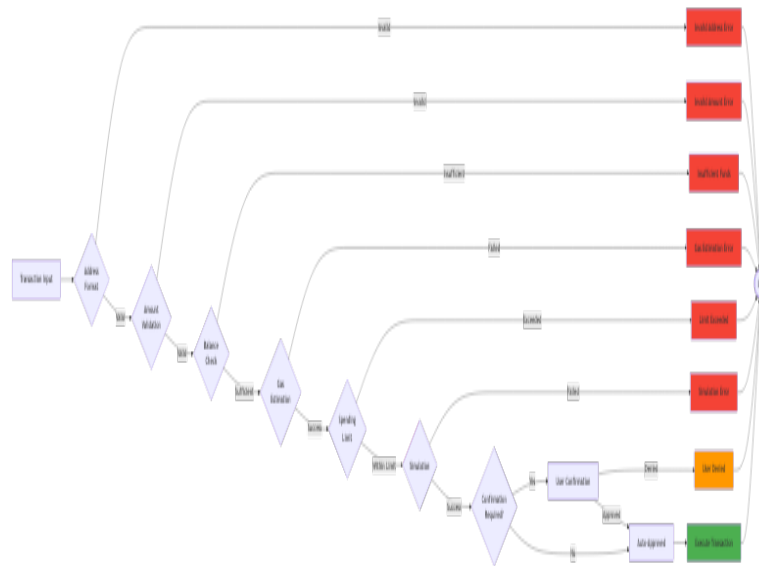 Invalid
Invalid Address Error
Invalid
Invalid Amount Error
Insufficient
Insufficient Funds
Failed
Gas Estimation Error
Transaction Input
Address
Format
Valid
Amount
Validation
Exceeded
Limit Exceeded
Valid
Balance
Check
Sufficient
Gas
Estimation
Failed
Simulation Error
Success
Spending
Limit
Within Limit
Simulation
Success
Confirmation
Required?
Yes
User Confirmation
Denied
User Denied
Approved
No
Auto-Approved
Execute Transaction